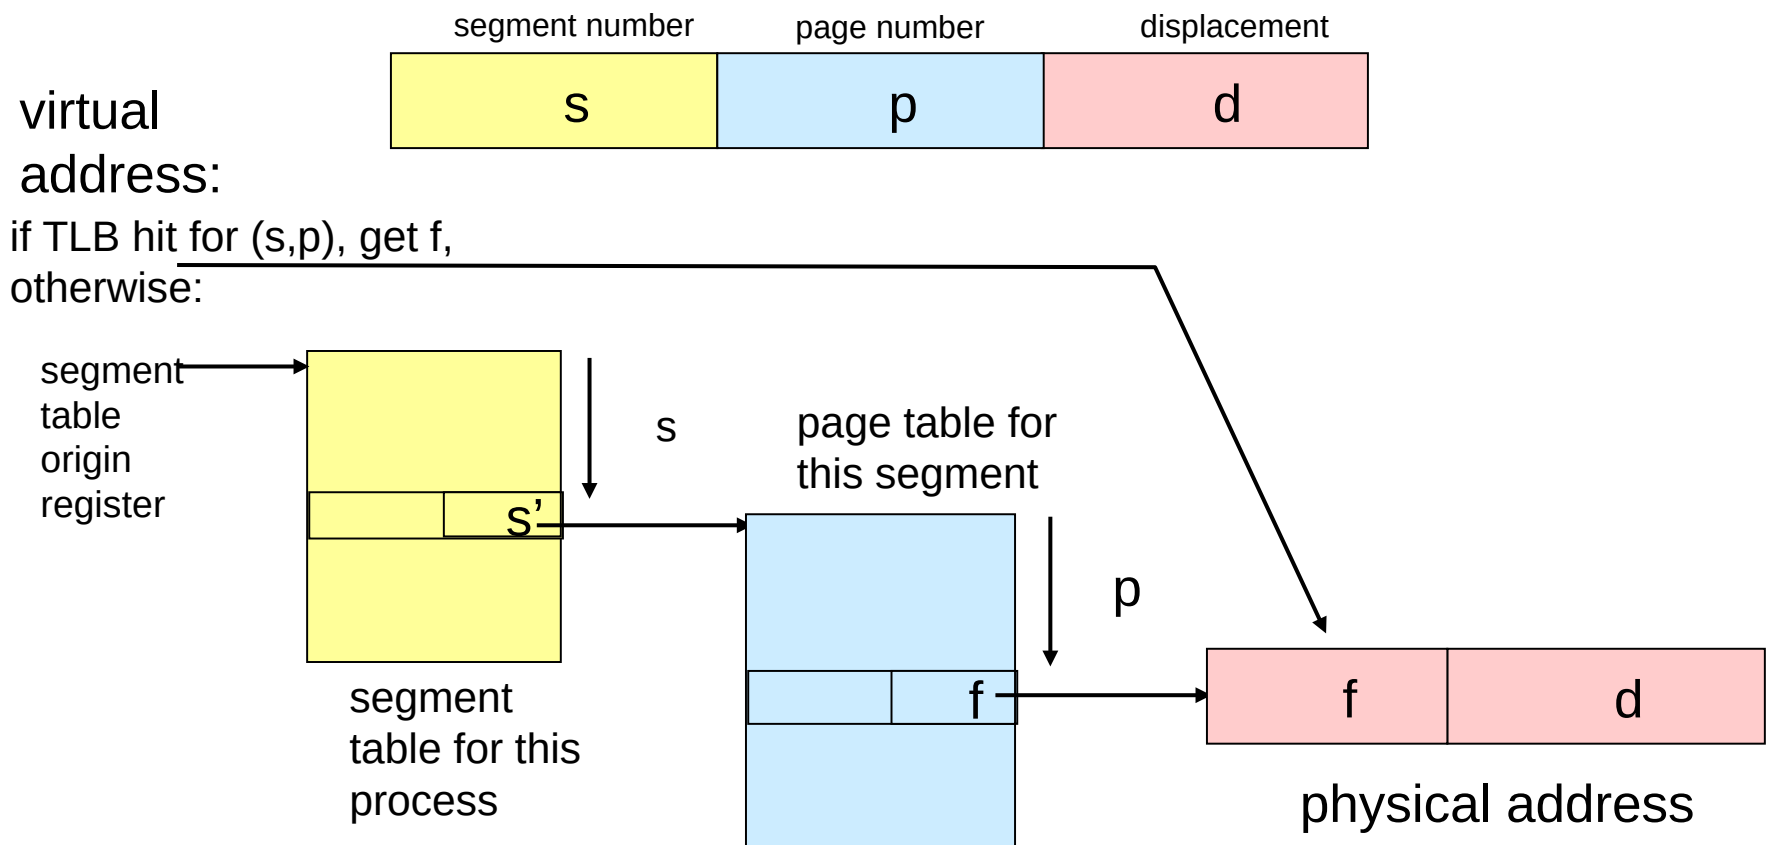 segment number
page number
displacement
s
p
d
virtual
address:
if TLB hit for (s,p), get f,
otherwise:
segment
table
origin
register
s
s’
page table for
this segment
p
f
segment
table for this
process
f
d
physical address